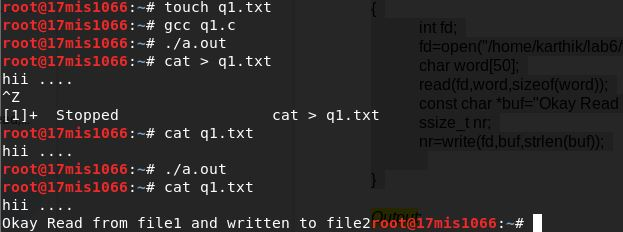 root@17mis1066:~# touch q1.txt
root@17mis1066:~# gcc q1.c
root@17mis1066:~# ./a.out
root@17mis1066:~# cat > q1.txt
hii ....
^Z
[1]+  Stopped                 cat > q1.txt
root@17mis1066:~# cat q1.txt
hii ....
root@17mis1066:~# ./a.out
root@17mis1066:~# cat q1.txt
hii ....
Okay Read from file1 and written to file2root@17mis1066:~#
{
int fd;
fd=open("/home/karthik/lab6/
char word[50];
read(fd,word,sizeof(word));
const char *buf="Okay Read
ssize_t nr;
nr=write(fd,buf,strlen(buf));
}
Output